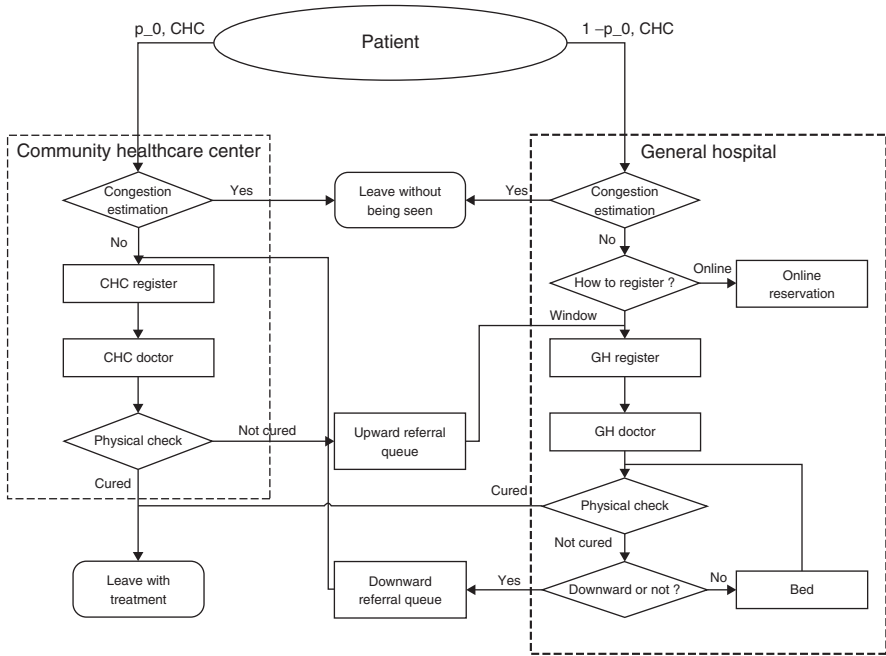 p_0, CHC
Patient
1 –p_0, CHC
Community healthcare center
General hospital
Congestion
estimation
Yes
Leave without
being seen
Yes
Congestion
estimation
No
No
CHC register
How to register ?
Online
Online
reservation
Window
CHC doctor
GH register
Physical check
Not cured
Upward referral
queue
GH doctor
Cured
Cured
Physical check
Not cured
Leave with
treatment
Downward
referral queue
Yes
Downward or not ?
No
Bed